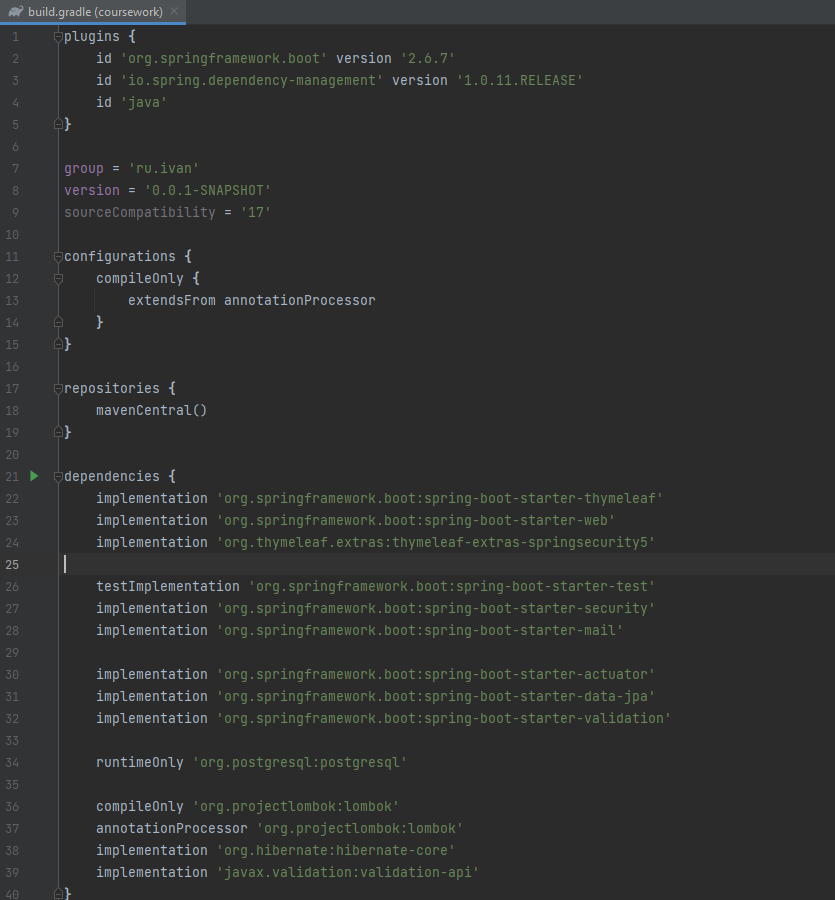 build.gradle (coursework)
1 plugins {
2 id 'org.springframework.boot' version '2.6.7'
3 id 'io.spring.dependency-management' version '1.0.11.RELEASE'
4 id 'java'
5 }
6
7 group = 'ru.ivan'
8 version = '0.0.1-SNAPSHOT'
9 sourceCompatibility = '17'
10
11 configurations {
12 compileOnly {
13 extendsFrom annotationProcessor
14 }
15 }
16
17 repositories {
18 mavenCentral()
19 }
20
21 dependencies {
22 implementation 'org.springframework.boot:spring-boot-starter-thymeleaf'
23 implementation 'org.springframework.boot:spring-boot-starter-web'
24 implementation 'org.thymeleaf.extras:thymeleaf-extras-springsecurity5'
25
26 testImplementation 'org.springframework.boot:spring-boot-starter-test'
27 implementation 'org.springframework.boot:spring-boot-starter-security'
28 implementation 'org.springframework.boot:spring-boot-starter-mail'
29
30 implementation 'org.springframework.boot:spring-boot-starter-actuator'
31 implementation 'org.springframework.boot:spring-boot-starter-data-jpa'
32 implementation 'org.springframework.boot:spring-boot-starter-validation'
33
34 runtimeOnly 'org.postgresql:postgresql'
35
36 compileOnly 'org.projectlombok:lombok'
37 annotationProcessor 'org.projectlombok:lombok'
38 implementation 'org.hibernate:hibernate-core'
39 implementation 'javax.validation:validation-api'
40 }